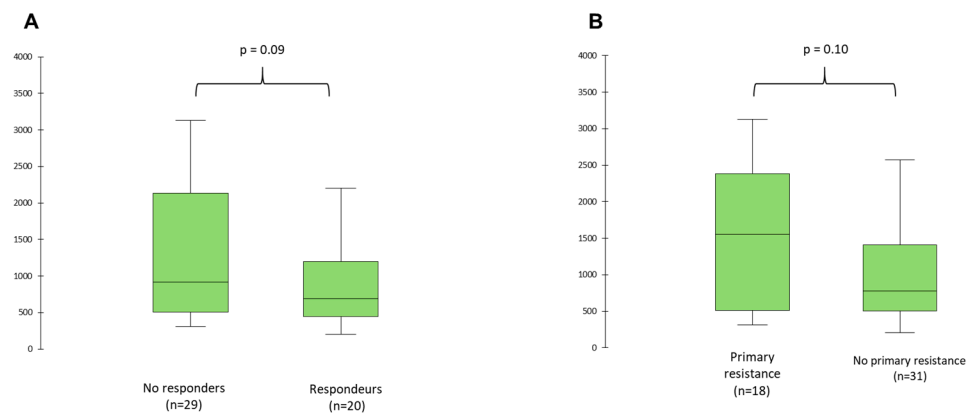 A
p = 0.09
4000
3500
3000
2500
2000
1500
1000
500
0
No responders
(n=29)
Respondeurs
(n=20)
B
p = 0.10
4000
3500
3000
2500
2000
1500
1000
500
0
Primary
resistance
(n=18)
No primary resistance
(n=31)